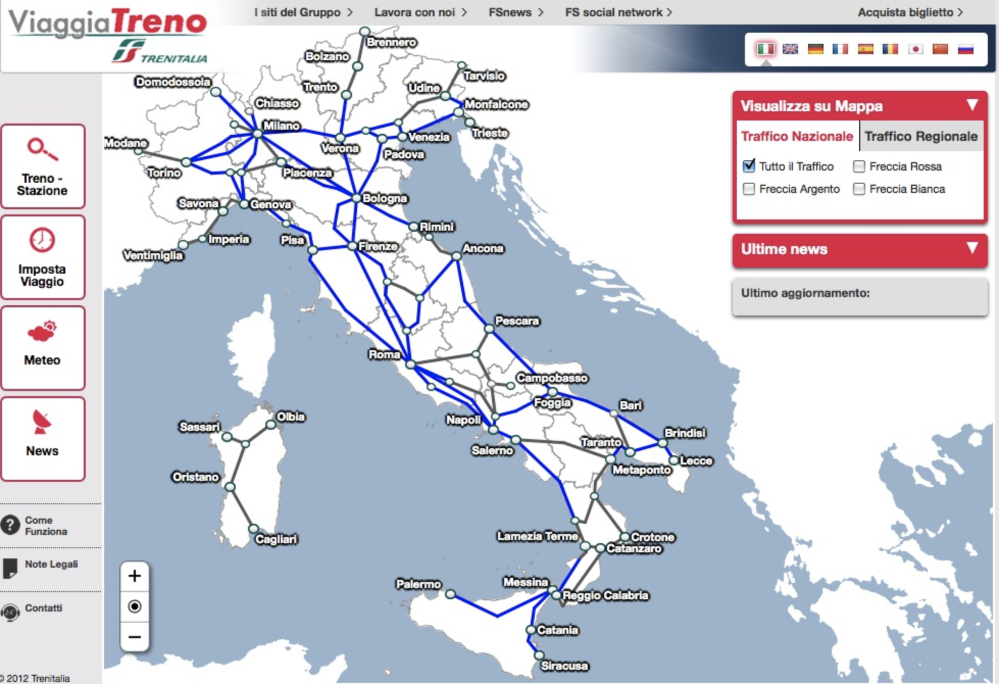 ViaggiaTreno
TRENITALIA
I siti del Gruppo >
Lavora con noi >
FSnews >
FS social network >
Acquista biglietto >
Treno -
Stazione
Imposta
Viaggio
Meteo
News
Come
Funziona
Note Legali
24
Contatti
© 2012 Trenitalia
Brennero
Bolzano
Tarvisio
Domodossola
Trento
Udine
Chiasso
Monfalcone
Milano
Trieste
Venezia
Modane
Verona
Padova
Torino
Piacenza
Savona
Genova
Bologna
Rimini
Imperia
Pisa
Firenze
Ancona
Ventimiglia
Pescara
Roma
Campobasso
Foggia
Bari
Napoli
Olbia
Sassari
Brindisi
Taranto
Salerno
Lecce
Metaponto
Oristano
Lamezia Terme
Crotone
Cagliari
Catanzaro
Palermo
Messina
Reggio Calabria
Catania
Siracusa
+
−
Visualizza su Mappa
Traffico Nazionale
Traffico Regionale
Tutto il Traffico
Freccia Rossa
Freccia Argento
Freccia Bianca
Ultime news
Ultimo aggiornamento: